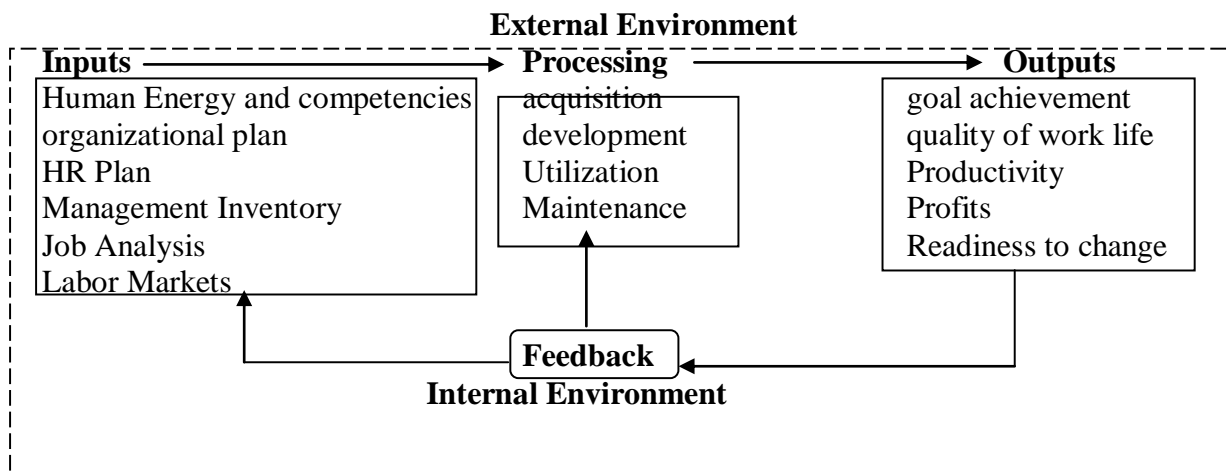 External Environment
Inputs
Human Energy and competencies
organizational plan
HR Plan
Management Inventory
Job Analysis
Labor Markets
Processing
acquisition
development
Utilization
Maintenance
Outputs
goal achievement
quality of work life
Productivity
Profits
Readiness to change
Feedback
Internal Environment